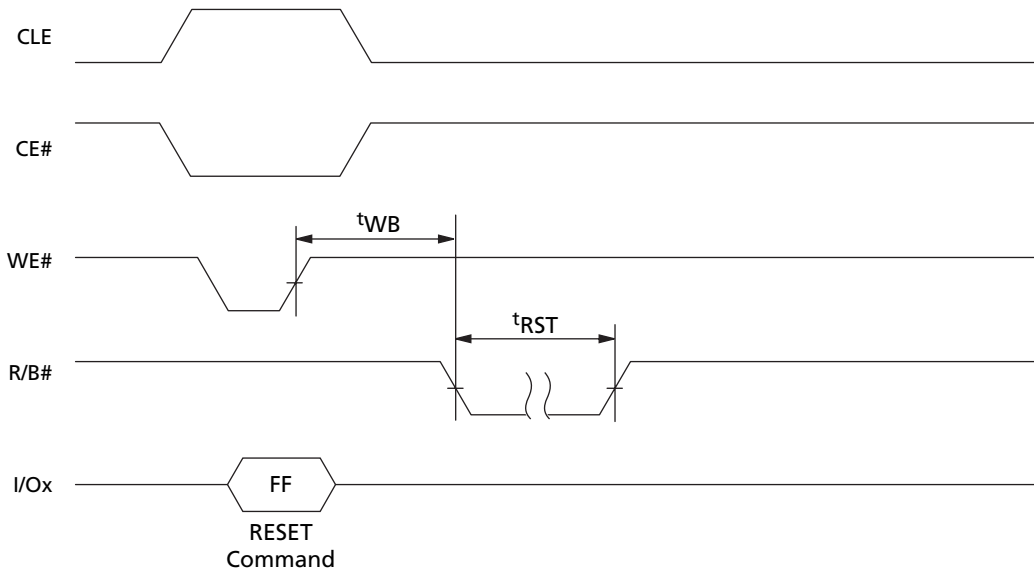 CLE
CE#
tWB
WE#
tRST
R/B#
I/Ox
FF
RESET
Command